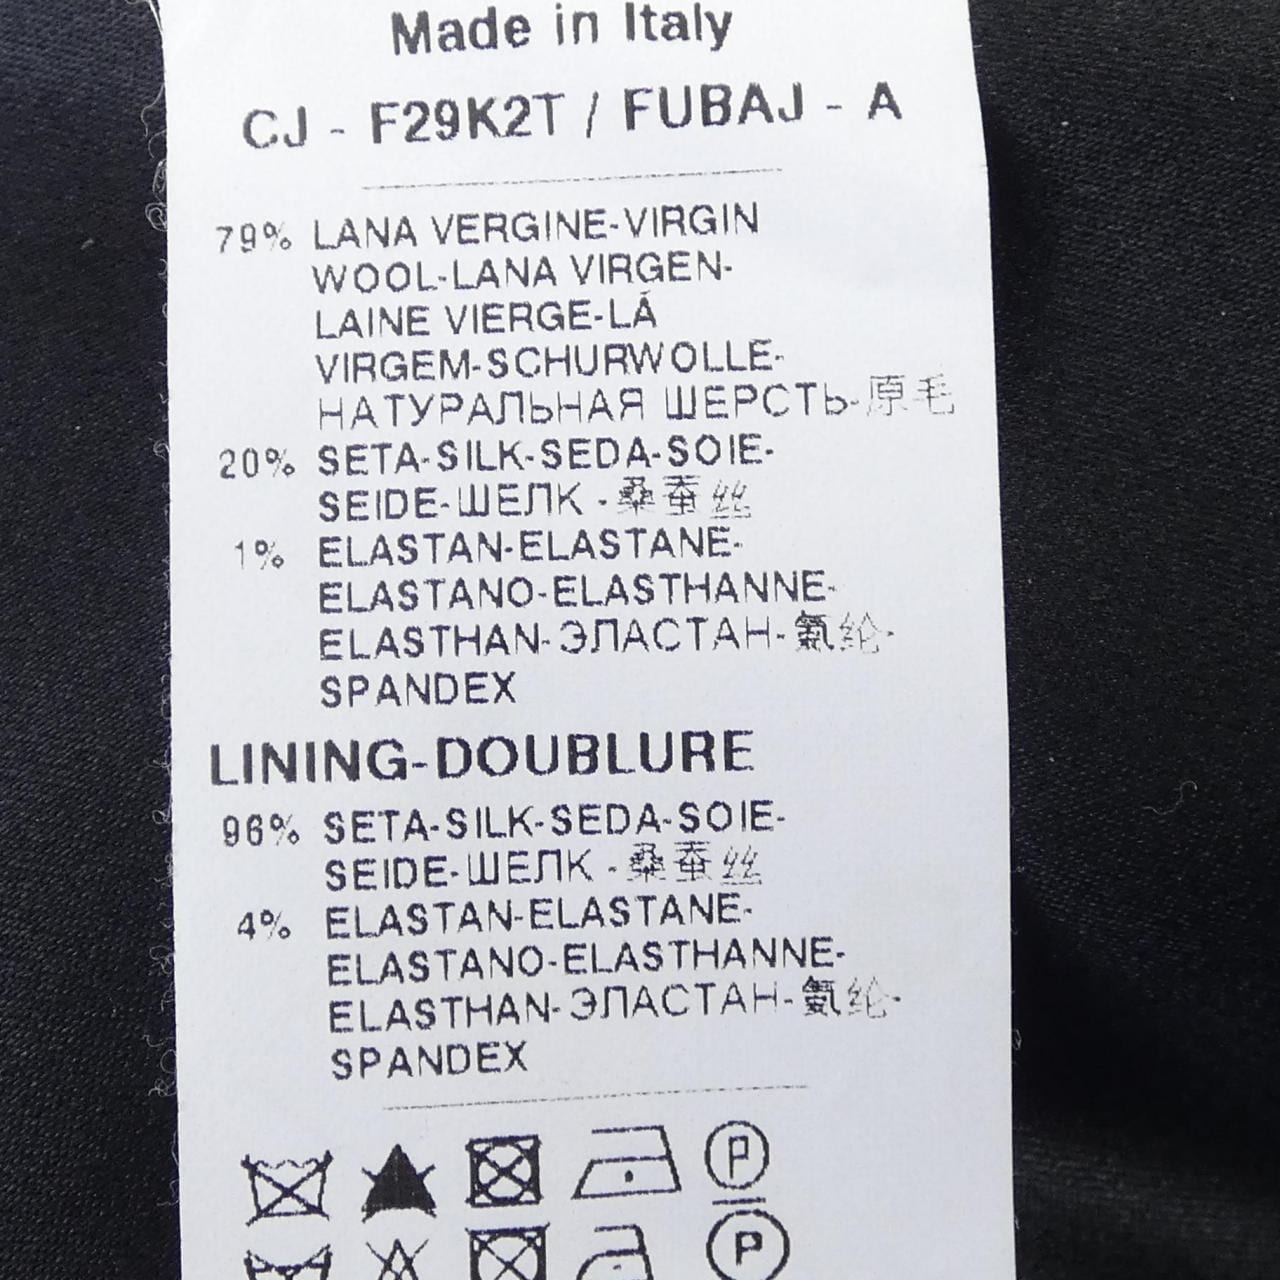 Made in Italy
CJ - F29K2T / FUBAJ - A
79% LANA VERGINE-VIRGIN
WOOL-LANA VIRGEN-
LAINE VIERGE-LÃ
VIRGEM-SCHURWOLLE-
НАТУРАЛЬНАЯ ШЕРСТЬ-原毛
20% SETA-SILK-SEDA-SOIE-
SEIDE-ШЕЛК -桑蚕丝
1% ELASTAN-ELASTANE-
ELASTANO-ELASTHANNE-
ELASTHAN-ЭЛАСТАН-氨纶-
SPANDEX
LINING-DOUBLURE
96% SETA-SILK-SEDA-SOIE-
SEIDE-ШЕЛК -桑蚕丝
4% ELASTAN-ELASTANE-
ELASTANO-ELASTHANNE-
ELASTHAN-ЭЛАСТАН-氨纶-
SPANDEX
P
P